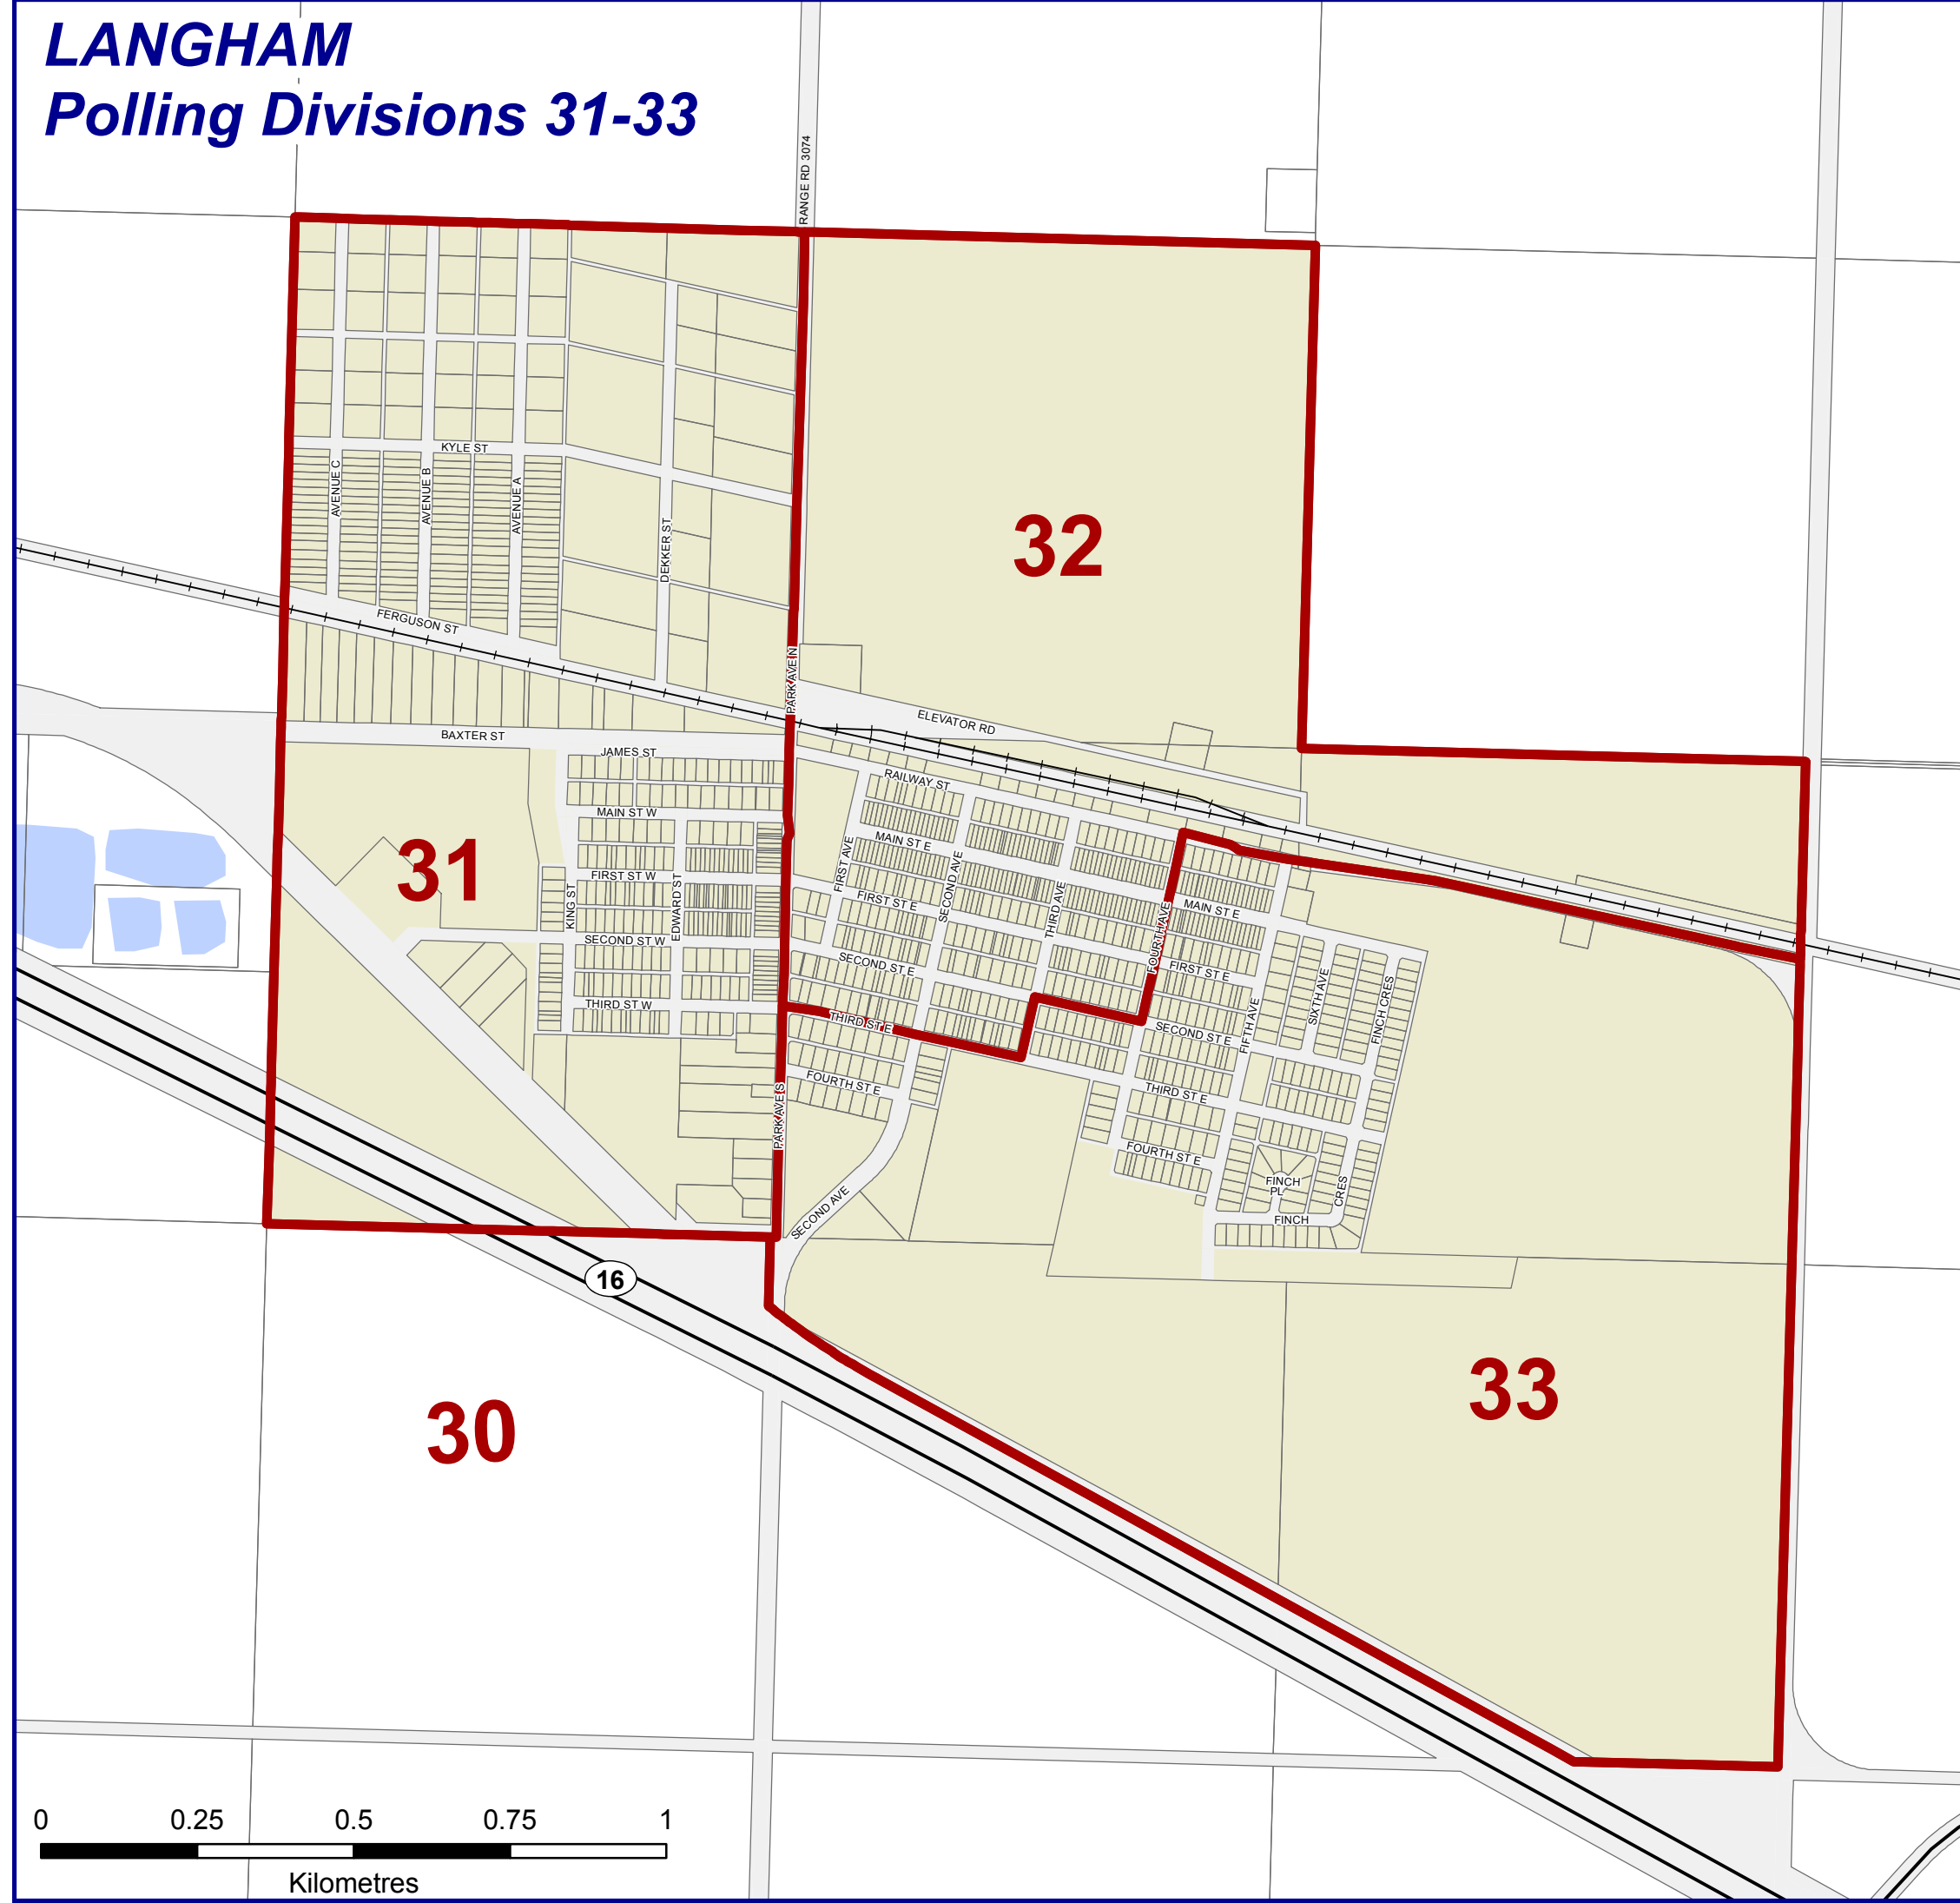 LANGHAM
Polling Divisions 31-33
RANGE RD 3074
KYLE ST
AVENUE C
AVENUE B
AVENUE A
DEKKER ST
32
FERGUSON ST
PARK AVE N
ELEVATOR RD
BAXTER ST
JAMES ST
RAILWAY ST
MAIN ST W
MAIN ST E
31
FIRST AVE
SECOND AVE
THIRD AVE
FIRST ST W
KING ST
EDWARD ST
FIRST ST E
MAIN ST E
FOURTH AVE
SECOND ST W
SECOND ST E
FIRST ST E
SIXTH AVE
FINCH CRES
THIRD ST W
THIRD ST E
FIFTH AVE
SECOND ST E
FOURTH ST E
THIRD ST E
PARK AVE S
FOURTH ST E
FINCH
PL
CRES
SECOND AVE
FINCH
16
30
33
0 0.25 0.5 0.75 1
Kilometres